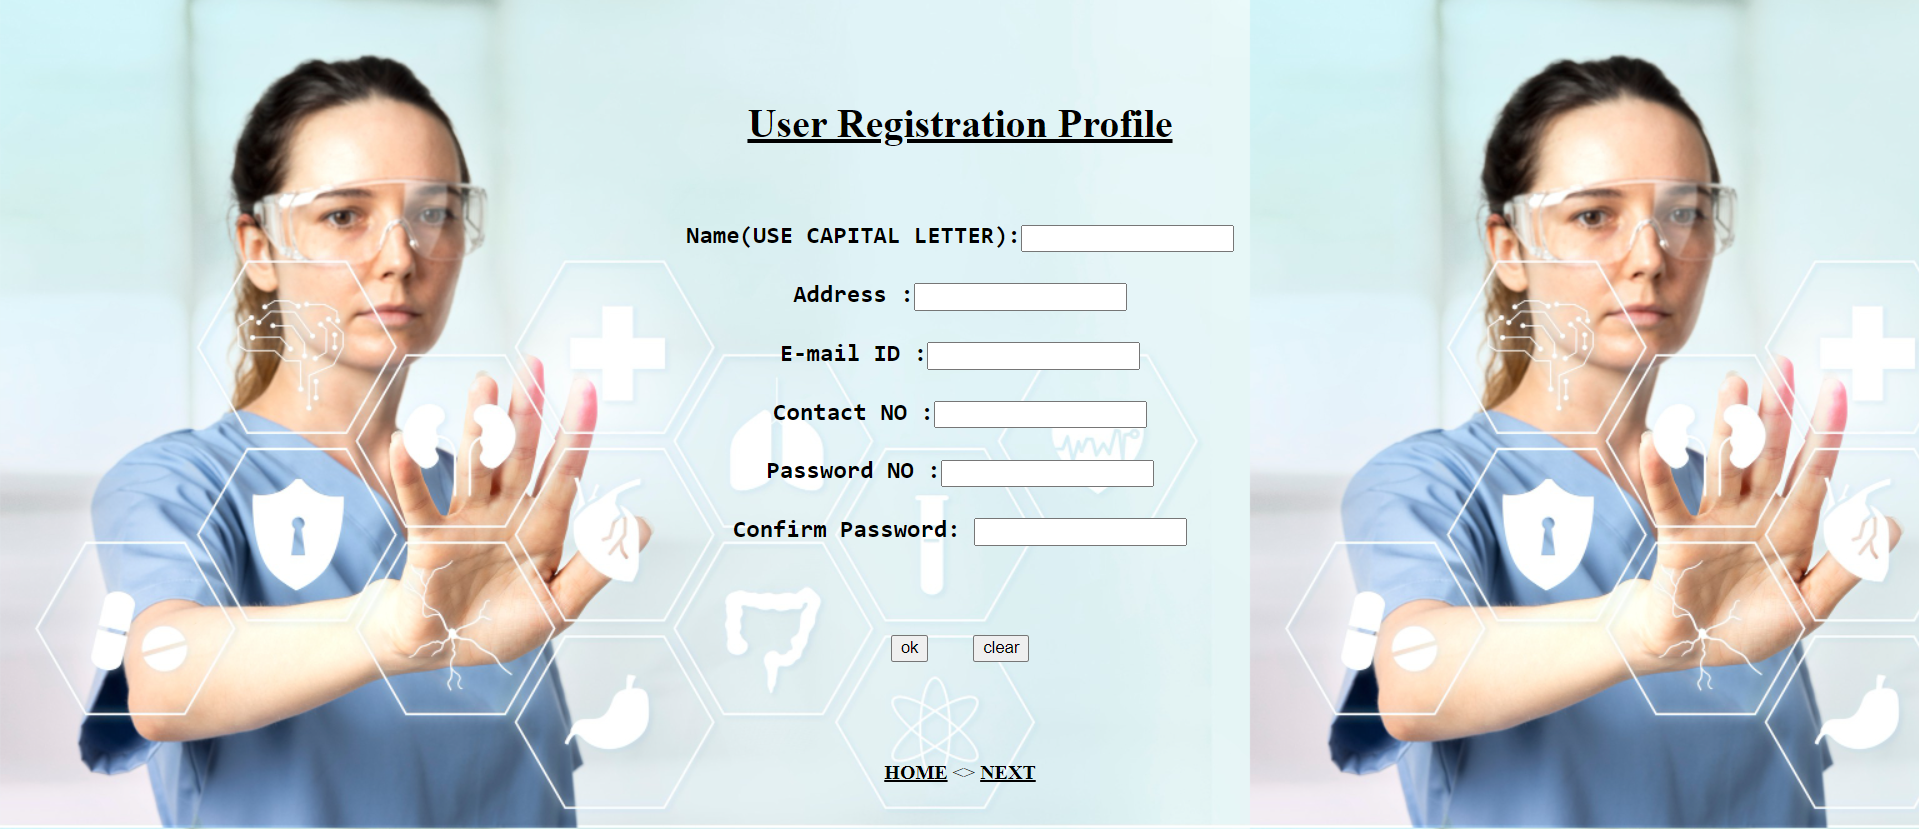 User Registration Profile
Name(USE CAPITAL LETTER):
Address :
E-mail ID :
Contact NO :
Password NO :
Confirm Password:
ok clear
HOME <> NEXT